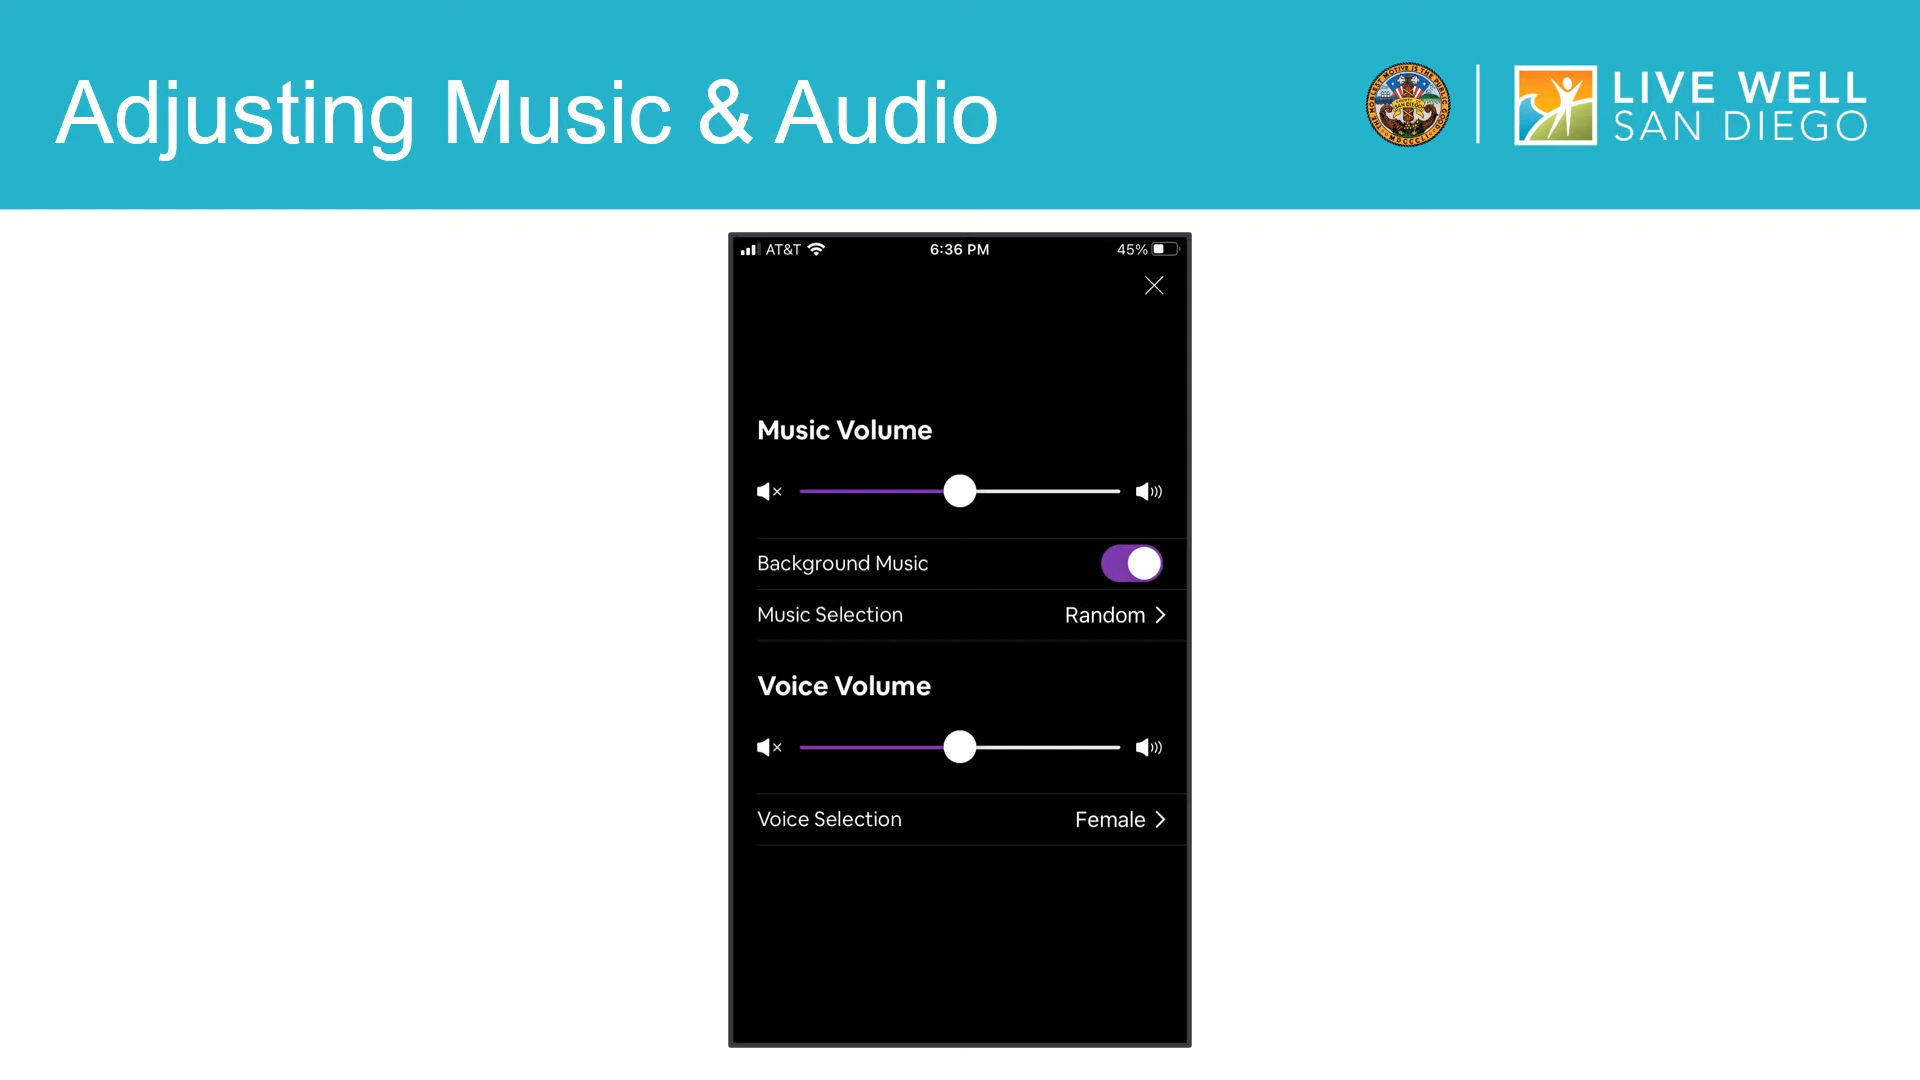 Adjusting Music & Audio
LIVE WELL
SAN DIEGO
AT&T
6:36 PM
45%
Music Volume
Background Music
Music Selection
Random
Voice Volume
Voice Selection
Female